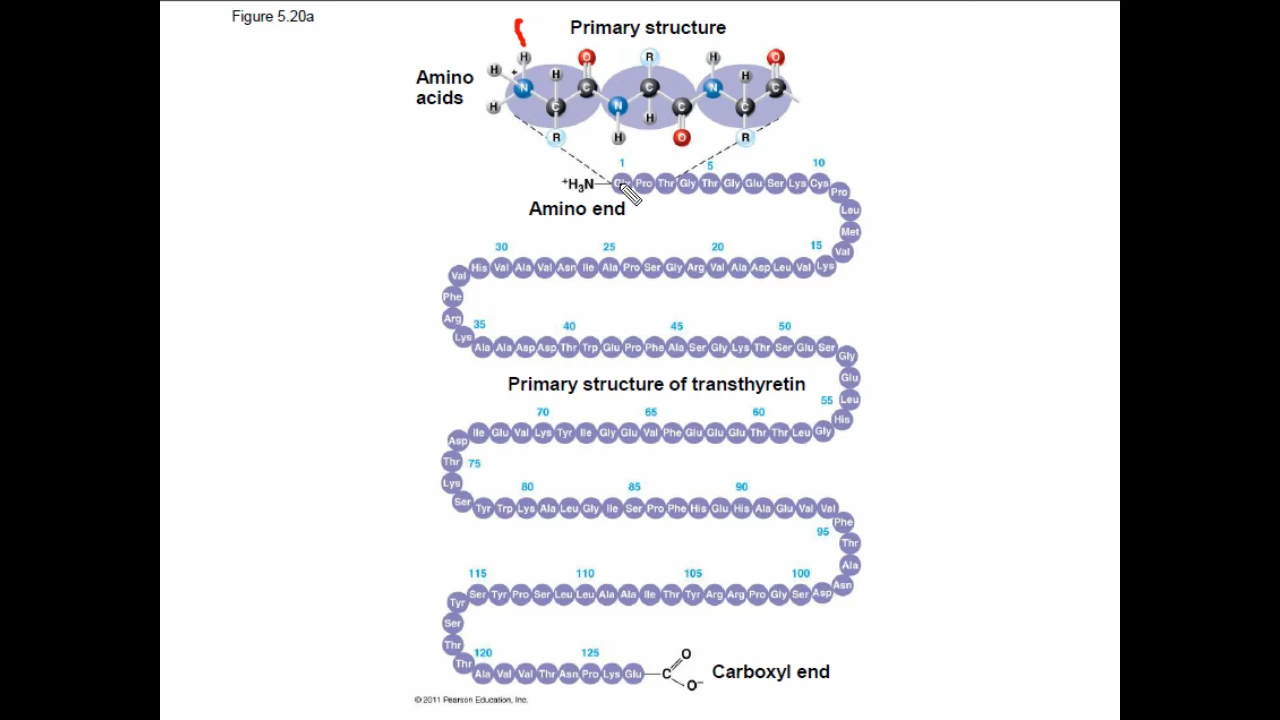 Figure 5.20a
Primary structure
Amino
acids
H H H H N C R C O N H C R H C O N H C H R C O
1 5 10
+H3N Gly Pro Thr Gly Thr Gly Glu Ser Lys Cys
Amino end
Pro
Leu
Met
Val
30 25 20 15
Val His Val Ala Val Asn Ile Ala Pro Ser Gly Arg Val Ala Asp Leu Val Lys
Phe
Arg
Lys
35 40 45 50
Ala Ala Asp Asp Thr Trp Glu Pro Phe Ala Ser Gly Lys Thr Ser Glu Ser
Gly
Glu
Primary structure of transthyretin
55 Leu
His
70 65 60
Asp Ile Glu Val Lys Tyr Ile Gly Glu Val Phe Glu Glu Glu Thr Thr Leu Gly
Thr 75
Lys
Ser
80 85 90
Tyr Trp Lys Ala Leu Gly Ile Ser Pro Phe His Glu His Ala Glu Val Val
Phe
95
Thr
Ala
Asn
115 110 105 100
Tyr Ser Tyr Pro Ser Leu Leu Ala Ala Ile Thr Tyr Arg Arg Pro Gly Ser Asp
Ser
Thr
Thr
120 125
Ala Val Val Thr Asn Pro Lys Glu C O O−
Carboxyl end
© 2011 Pearson Education, Inc.